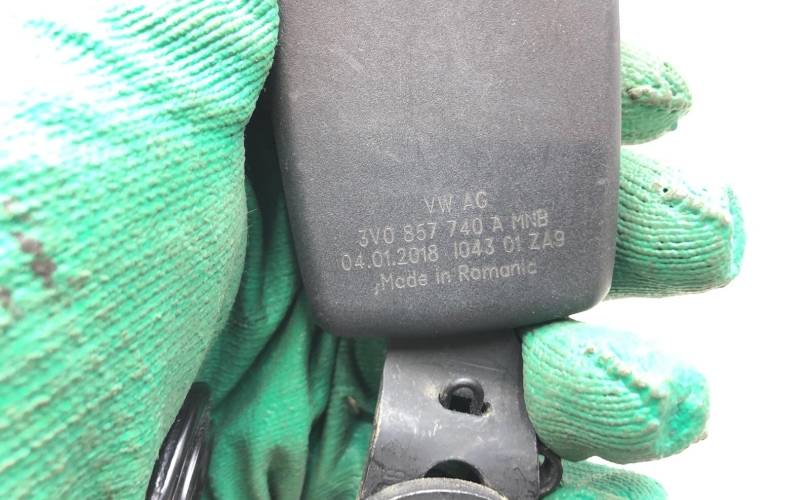 VW AG
3V0 857 740 A MNB
04.01.2018 1043 01 ZA9
Made in Romania